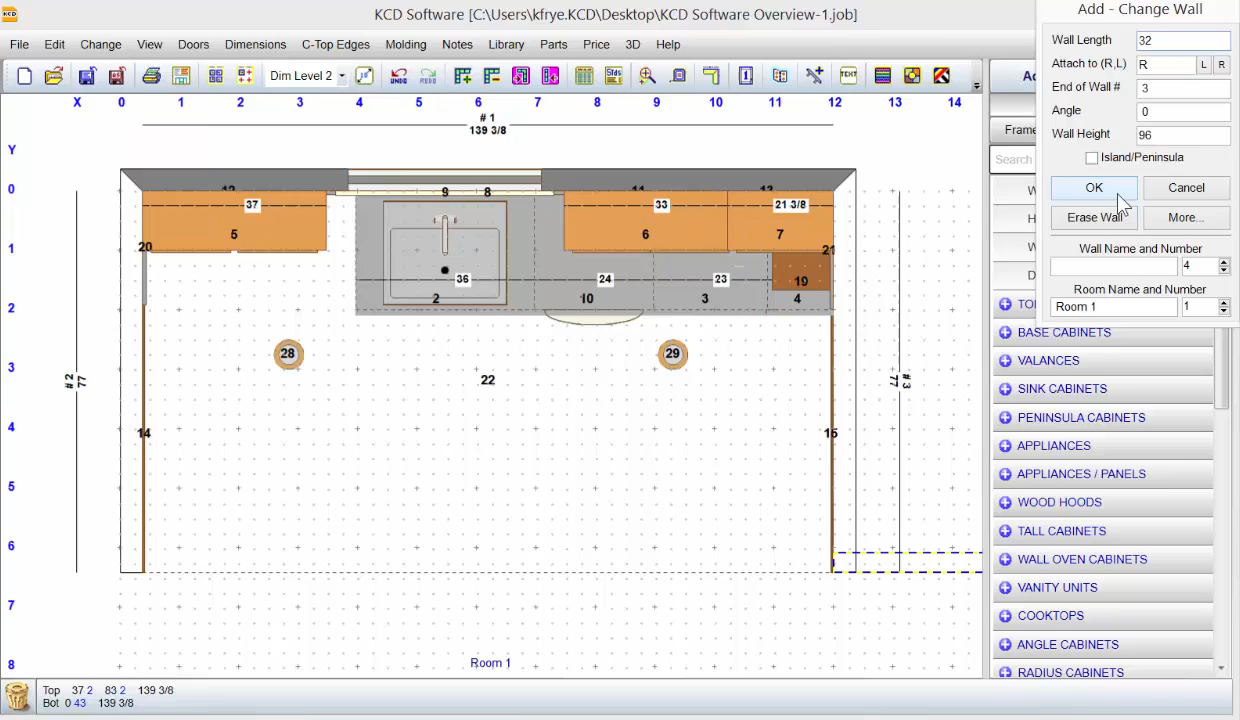 KCD
KCD Software [C:\Users\kfrye.KCD\Desktop\KCD Software Overview-1.job]
File Edit Change View Doors Dimensions C-Top Edges Molding Notes Library Parts Price 3D Help
Dim Level 2
UNDO REDO
Stds
1
TEXT
X 0 1 2 3 4 5 6 7 8 9 10 11 12 13 14
# 1
139 3/8
Y
0
1
2
3
4
5
6
7
8
12 9 8 11 13
37 33 21 3/8
5 6 7
20 21
36 24 23 19
2 10 3 4
28 29
# 2
77
22
77
# 3
14 15
Room 1
Top 37 2 83 2 139 3/8
Bot 0 43 139 3/8
Add - Change Wall
Wall Length 32
Attach to (R,L) R L R
End of Wall # 3
Angle 0
Wall Height 96
Island/Peninsula
OK Cancel
Erase Wall More...
Wall Name and Number
4
Room Name and Number
Room 1 1
Frame
Search
BASE CABINETS
VALANCES
SINK CABINETS
PENINSULA CABINETS
APPLIANCES
APPLIANCES / PANELS
WOOD HOODS
TALL CABINETS
WALL OVEN CABINETS
VANITY UNITS
COOKTOPS
ANGLE CABINETS
RADIUS CABINETS